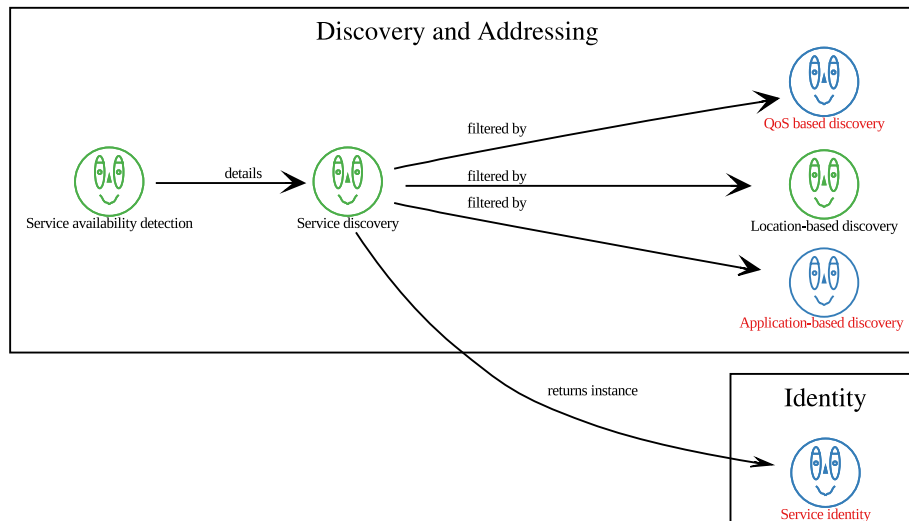 Discovery and Addressing
filtered by
QoS based discovery
details
filtered by
filtered by
Service availability detection
Service discovery
Location-based discovery
Application-based discovery
returns instance
Identity
Service identity